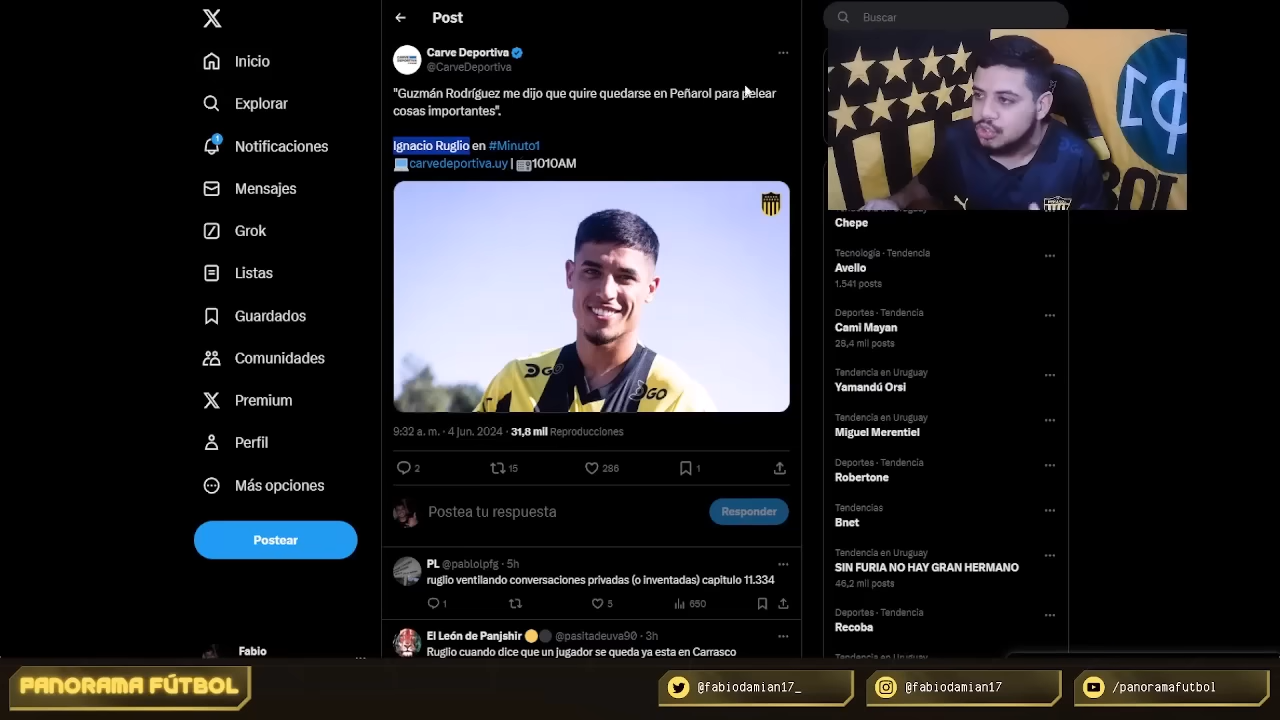 Inicio
Explorar
1
Notificaciones
Mensajes
Grok
Listas
Guardados
Comunidades
Premium
Perfil
Más opciones
Postear
Fabio
Post
Carve Deportiva
@CarveDeportiva
"Guzmán Rodríguez me dijo que quire quedarse en Peñarol para pelear
cosas importantes".
Ignacio Ruglio en #Minuto1
carvedeportiva.uy | 1010AM
DGO
DGO
9:32 a. m. · 4 jun. 2024 · 31,8 mil Reproducciones
2
15
286
1
Postea tu respuesta
Responder
PL @pablolpfg · 5h
ruglio ventilando conversaciones privadas (o inventadas) capitulo 11.334
1
5
650
El León de Panjshir @pasitadeuva90 · 3h
Ruglio cuando dice que un jugador se queda ya esta en Carrasco
Buscar
Chepe
Tecnología · Tendencia
Avello
1.541 posts
Deportes · Tendencia
Cami Mayan
28,4 mil posts
Tendencia en Uruguay
Yamandú Orsi
Tendencia en Uruguay
Miguel Merentiel
Deportes · Tendencia
Robertone
Tendencias
Bnet
Tendencia en Uruguay
SIN FURIA NO HAY GRAN HERMANO
46,2 mil posts
Deportes · Tendencia
Recoba
PANORAMA FÚTBOL
@fabiodamian17_
@fabiodamian17
/panoramafutbol